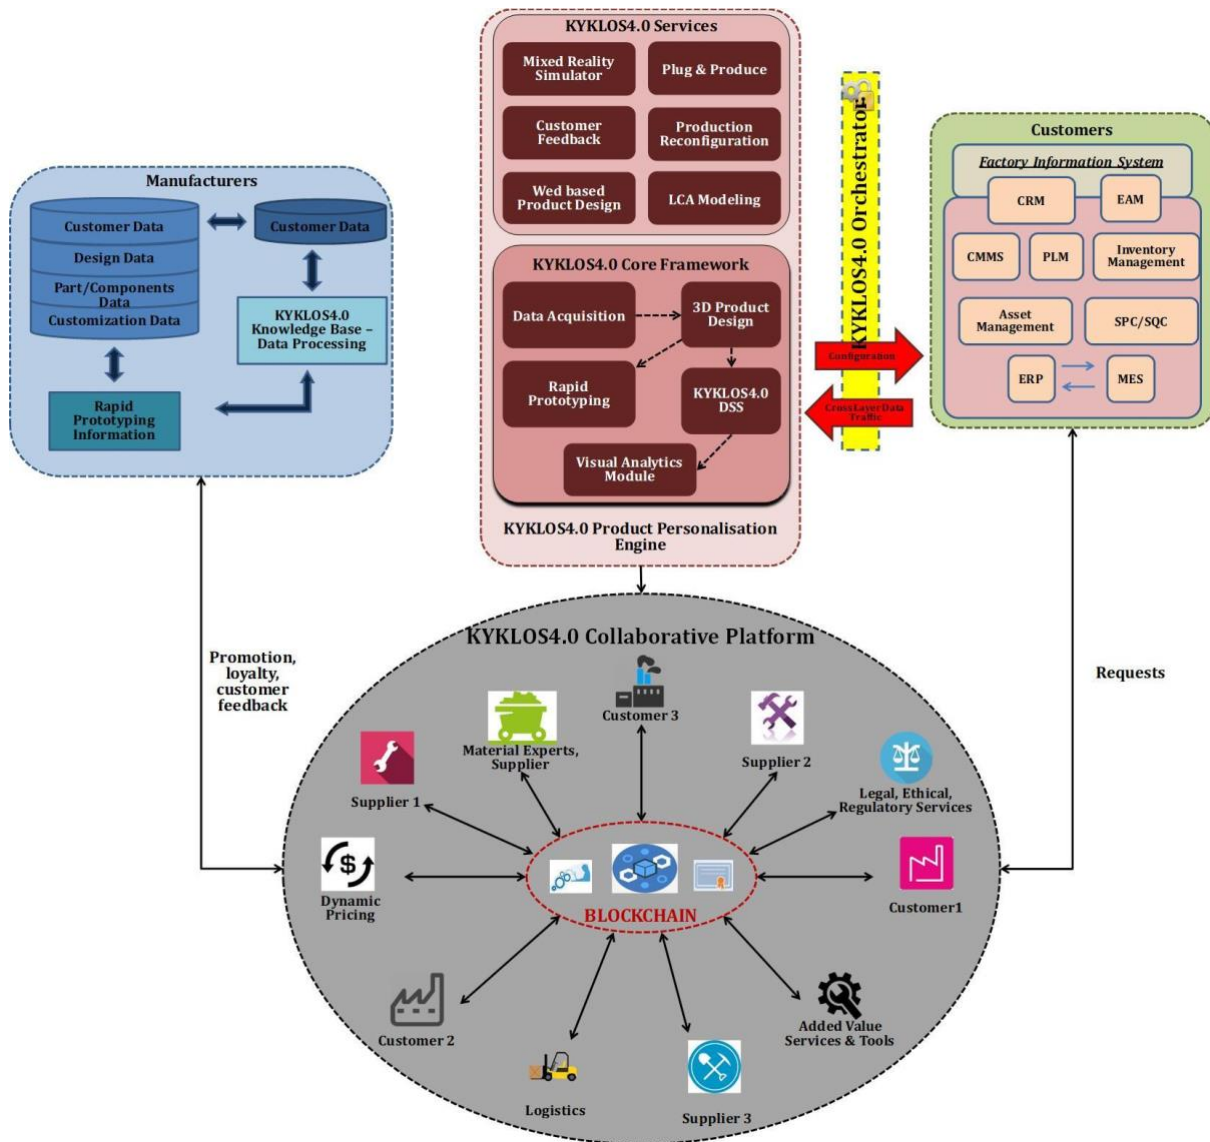 KYKLOS4.0 Services
Mixed Reality
Simulator
Plug & Produce
Customer
Feedback
Production
Reconfiguration
Wed based
Product Design
LCA Modeling
KYKLOS4.0 Core Framework
Data Acquisition
3D Product
Design
Rapid
Prototyping
KYKLOS4.0
DSS
Visual Analytics
Module
KYKLOS4.0 Product Personalisation
Engine
Manufacturers
Customer Data
Design Data
Part/Components
Data
Customization Data
Customer Data
KYKLOS4.0
Knowledge Base –
Data Processing
Rapid
Prototyping
Information
KYKLOS4.0 Orchestrator
Configuration
CrossLayerData
Traffic
Customers
Factory Information System
CRM
EAM
CMMS
PLM
Inventory
Management
Asset
Management
SPC/SQC
ERP
MES
Promotion,
loyalty,
customer
feedback
Requests
KYKLOS4.0 Collaborative Platform
Customer 3
Material Experts,
Supplier
Supplier 2
Supplier 1
Legal, Ethical,
Regulatory Services
$
Dynamic
Pricing
BLOCKCHAIN
Customer1
Customer 2
Added Value
Services & Tools
Logistics
Supplier 3